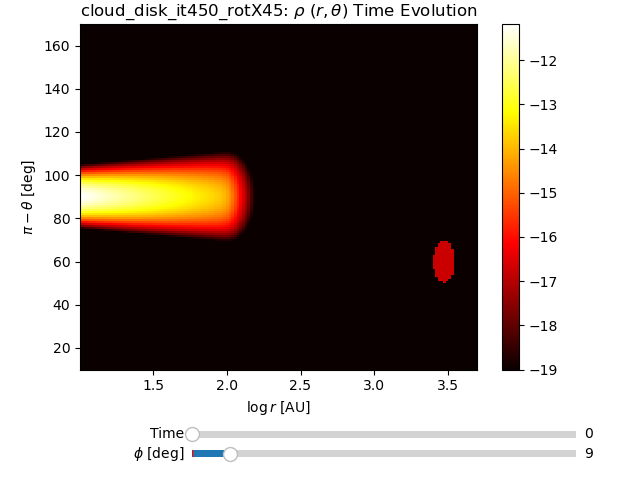 cloud_disk_it450_rotX45: ρ (r, θ) Time Evolution
160
140
120
100
80
60
40
20
π − θ [deg]
1.5 2.0 2.5 3.0 3.5
log r [AU]
−12
−13
−14
−15
−16
−17
−18
−19
Time 0
ϕ [deg] 9